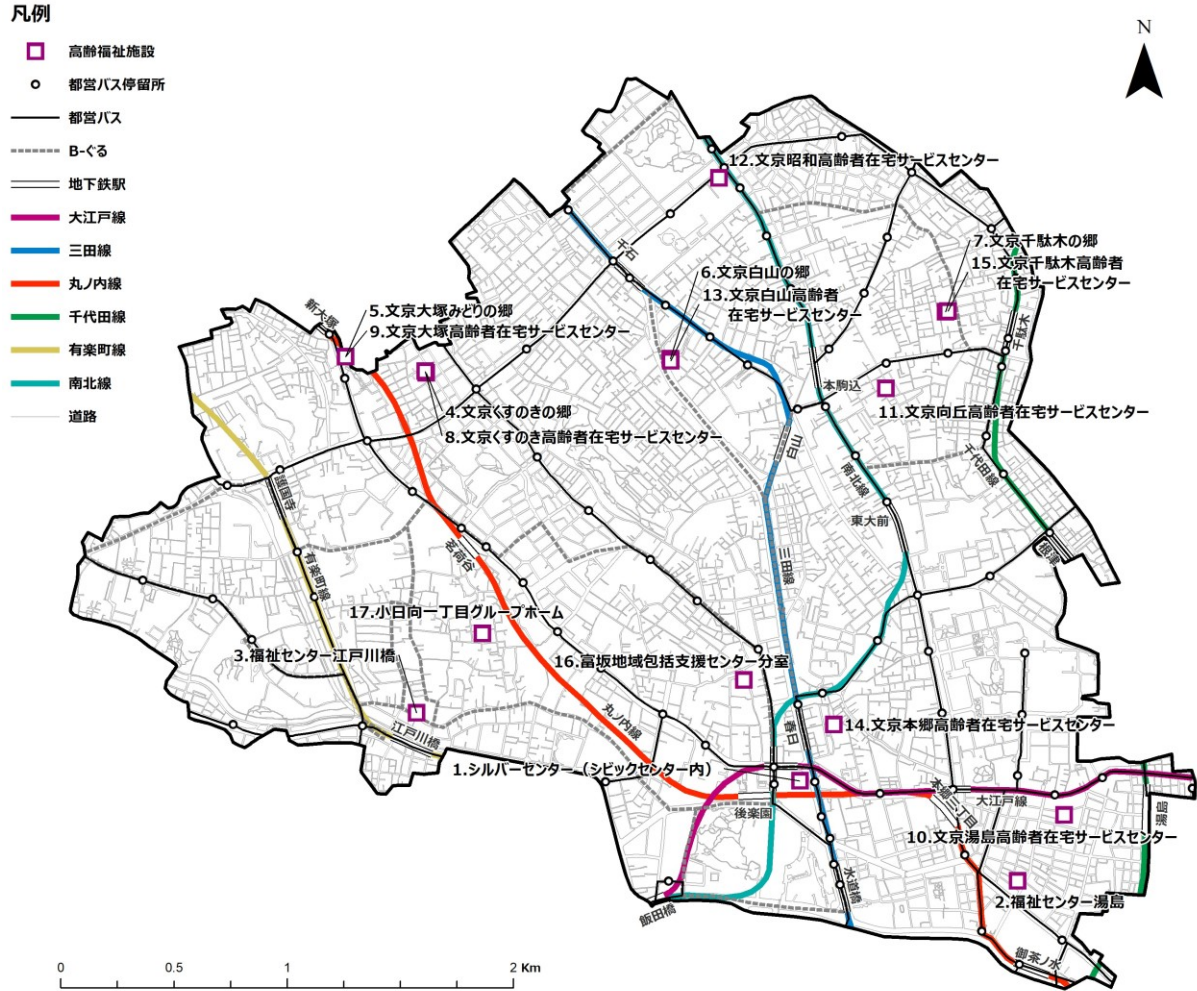 凡例
高齢福祉施設
都営バス停留所
都営バス
B-ぐる
地下鉄駅
大江戸線
三田線
丸ノ内線
千代田線
有楽町線
南北線
道路
N
12.文京昭和高齢者在宅サービスセンター
千石
7.文京千駄木の郷
15.文京千駄木高齢者
在宅サービスセンター
6.文京白山の郷
13.文京白山高齢者
在宅サービスセンター
新大塚
5.文京大塚みどりの郷
9.文京大塚高齢者在宅サービスセンター
千駄木
本駒込
4.文京くすのきの郷
8.文京くすのき高齢者在宅サービスセンター
11.文京向丘高齢者在宅サービスセンター
白山
南北線
千代田線
護国寺
東大前
根津
有楽町線
茗荷谷
三田線
17.小日向一丁目グループホーム
3.福祉センター江戸川橋
16.富坂地域包括支援センター分室
丸ノ内線
江戸川橋
春日
14.文京本郷高齢者在宅サービスセンター
1.シルバーセンター（シビックセンター内）
後楽園
本郷三丁目
大江戸線
湯島
10.文京湯島高齢者在宅サービスセンター
水道橋
2.福祉センター湯島
飯田橋
御茶ノ水
0 0.5 1 2 Km